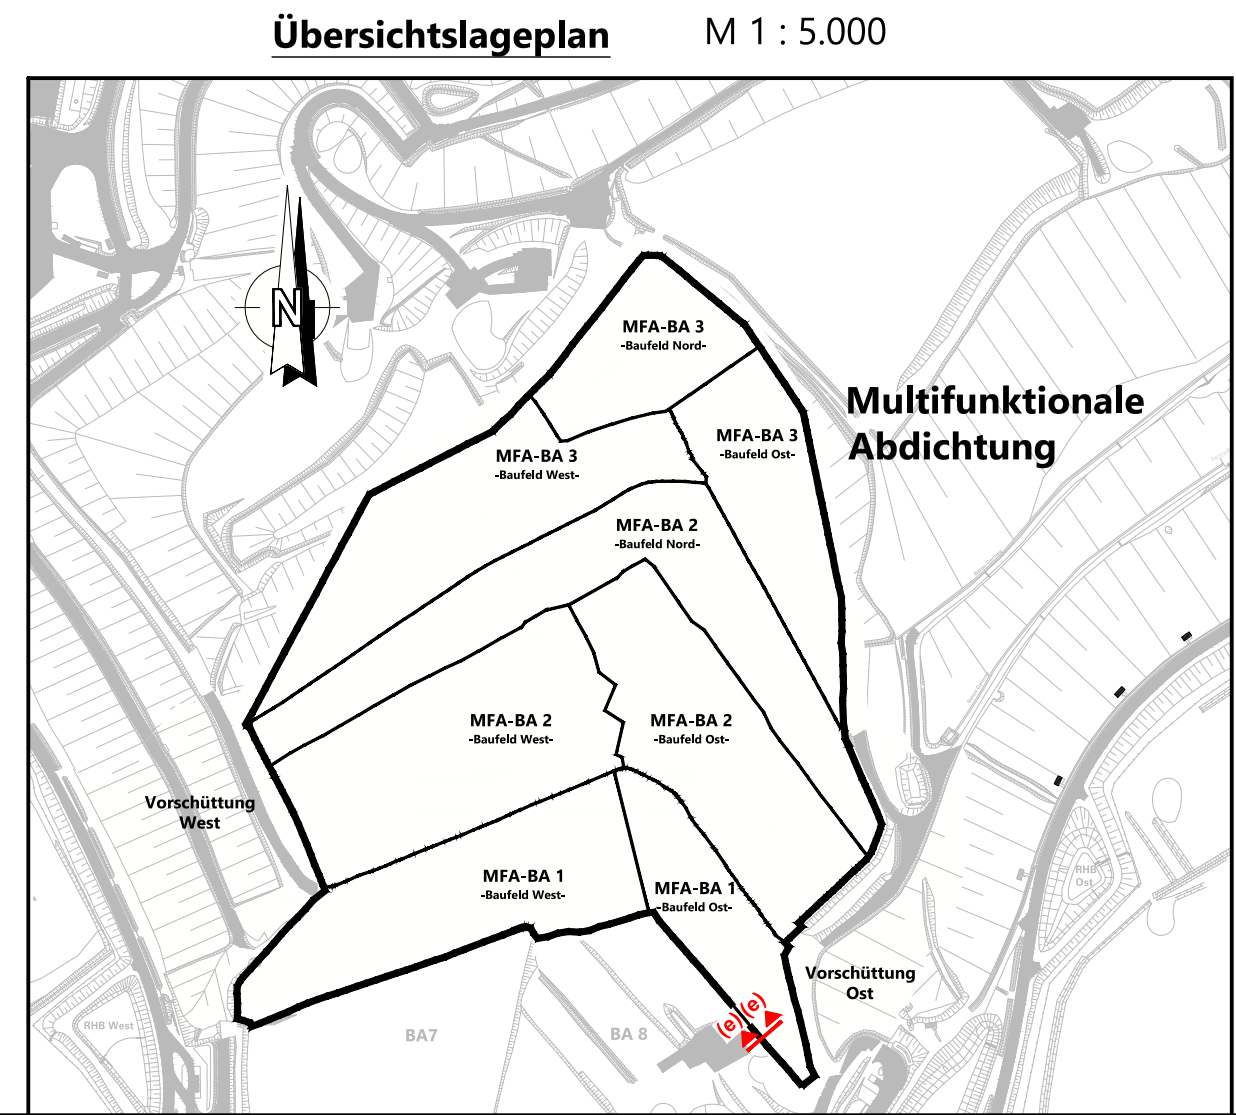 Übersichtslageplan M 1 : 5.000
N
MFA-BA 3
-Baufeld Nord-
Multifunktionale
Abdichtung
MFA-BA 3
-Baufeld Ost-
MFA-BA 3
-Baufeld West-
MFA-BA 2
-Baufeld Nord-
MFA-BA 2
-Baufeld West-
MFA-BA 2
-Baufeld Ost-
Vorschüttung
West
MFA-BA 1
-Baufeld West-
MFA-BA 1
-Baufeld Ost-
RHB
Ost
Vorschüttung
Ost
(e)
(e)
RHB West
BA7
BA 8